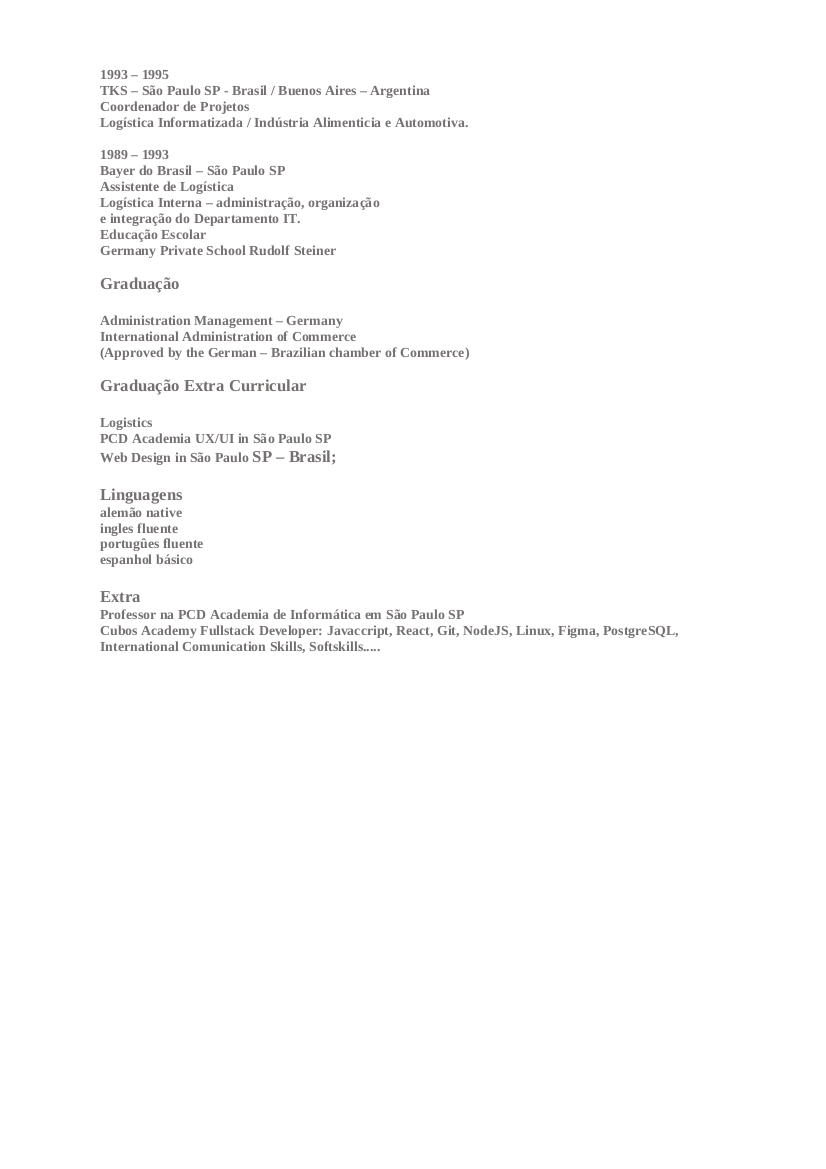 1993 – 1995
TKS – São Paulo SP - Brasil / Buenos Aires – Argentina
Coordenador de Projetos
Logística Informatizada / Indústria Alimenticia e Automotiva.
1989 – 1993
Bayer do Brasil – São Paulo SP
Assistente de Logística
Logística Interna – administração, organização
e integração do Departamento IT.
Educação Escolar
Germany Private School Rudolf Steiner
Graduação
Administration Management – Germany
International Administration of Commerce
(Approved by the German – Brazilian chamber of Commerce)
Graduação Extra Curricular
Logistics
PCD Academia UX/UI in São Paulo SP
Web Design in São Paulo SP – Brasil;
Linguagens
alemão native
ingles fluente
portugûes fluente
espanhol básico
Extra
Professor na PCD Academia de Informática em São Paulo SP
Cubos Academy Fullstack Developer: Javaccript, React, Git, NodeJS, Linux, Figma, PostgreSQL,
International Comunication Skills, Softskills.....